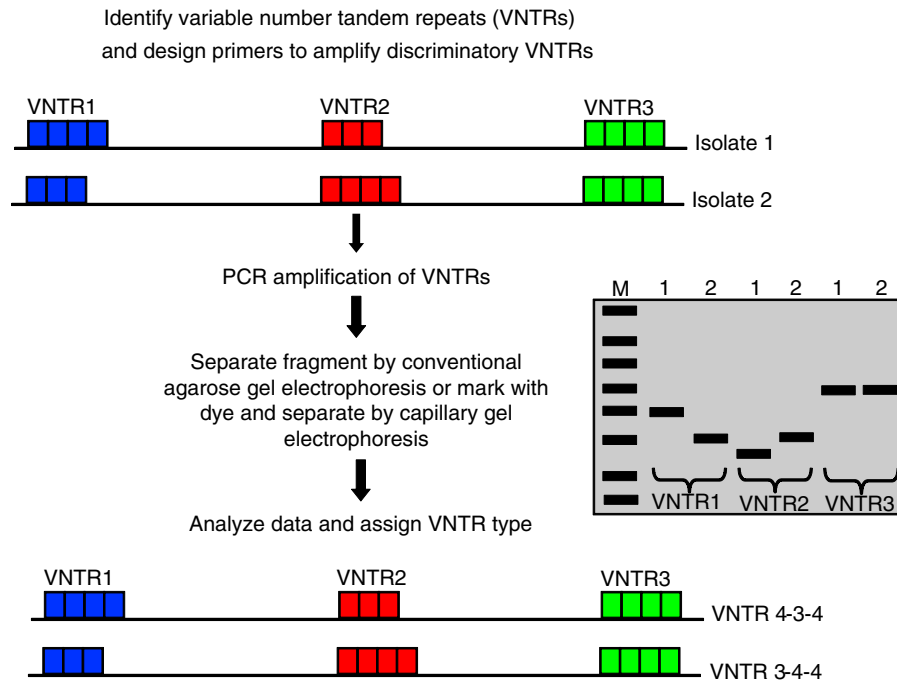 Identify variable number tandem repeats (VNTRs)
and design primers to amplify discriminatory VNTRs
VNTR1 VNTR2 VNTR3
Isolate 1
Isolate 2
PCR amplification of VNTRs
Separate fragment by conventional
agarose gel electrophoresis or mark with
dye and separate by capillary gel
electrophoresis
M 1 2 1 2 1 2
VNTR1 VNTR2 VNTR3
Analyze data and assign VNTR type
VNTR1 VNTR2 VNTR3
VNTR 4-3-4
VNTR 3-4-4